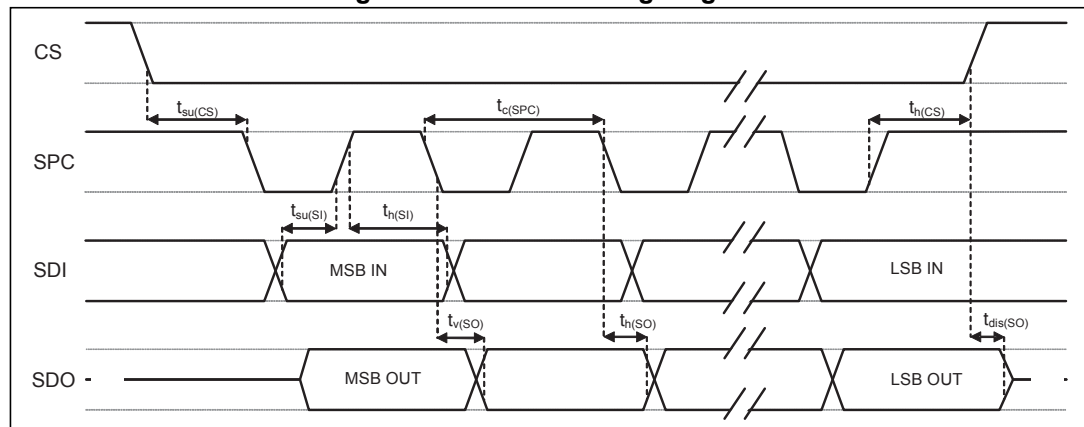 CS
t_su(CS)
t_c(SPC)
t_h(CS)
SPC
t_su(SI)
t_h(SI)
SDI
MSB IN
LSB IN
t_v(SO)
t_h(SO)
t_dis(SO)
SDO
MSB OUT
LSB OUT